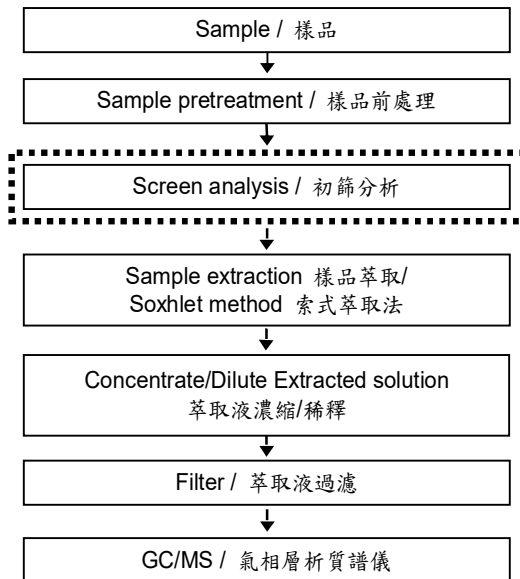 Sample / 樣品
Sample pretreatment / 樣品前處理
Screen analysis / 初篩分析
Sample extraction 樣品萃取/
Soxhlet method 索式萃取法
Concentrate/Dilute Extracted solution
萃取液濃縮/稀釋
Filter / 萃取液過濾
GC/MS / 氣相層析質譜儀